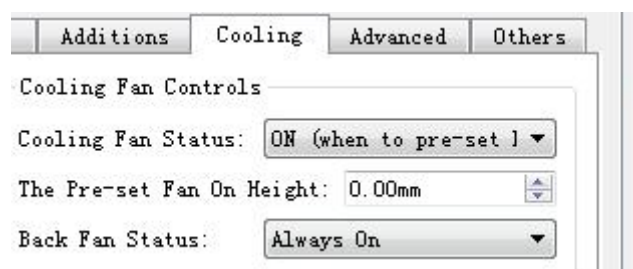 Additions Cooling Advanced Others
Cooling Fan Controls
Cooling Fan Status: ON (when to pre-set
The Pre-set Fan On Height: 0.00mm
Back Fan Status: Always On